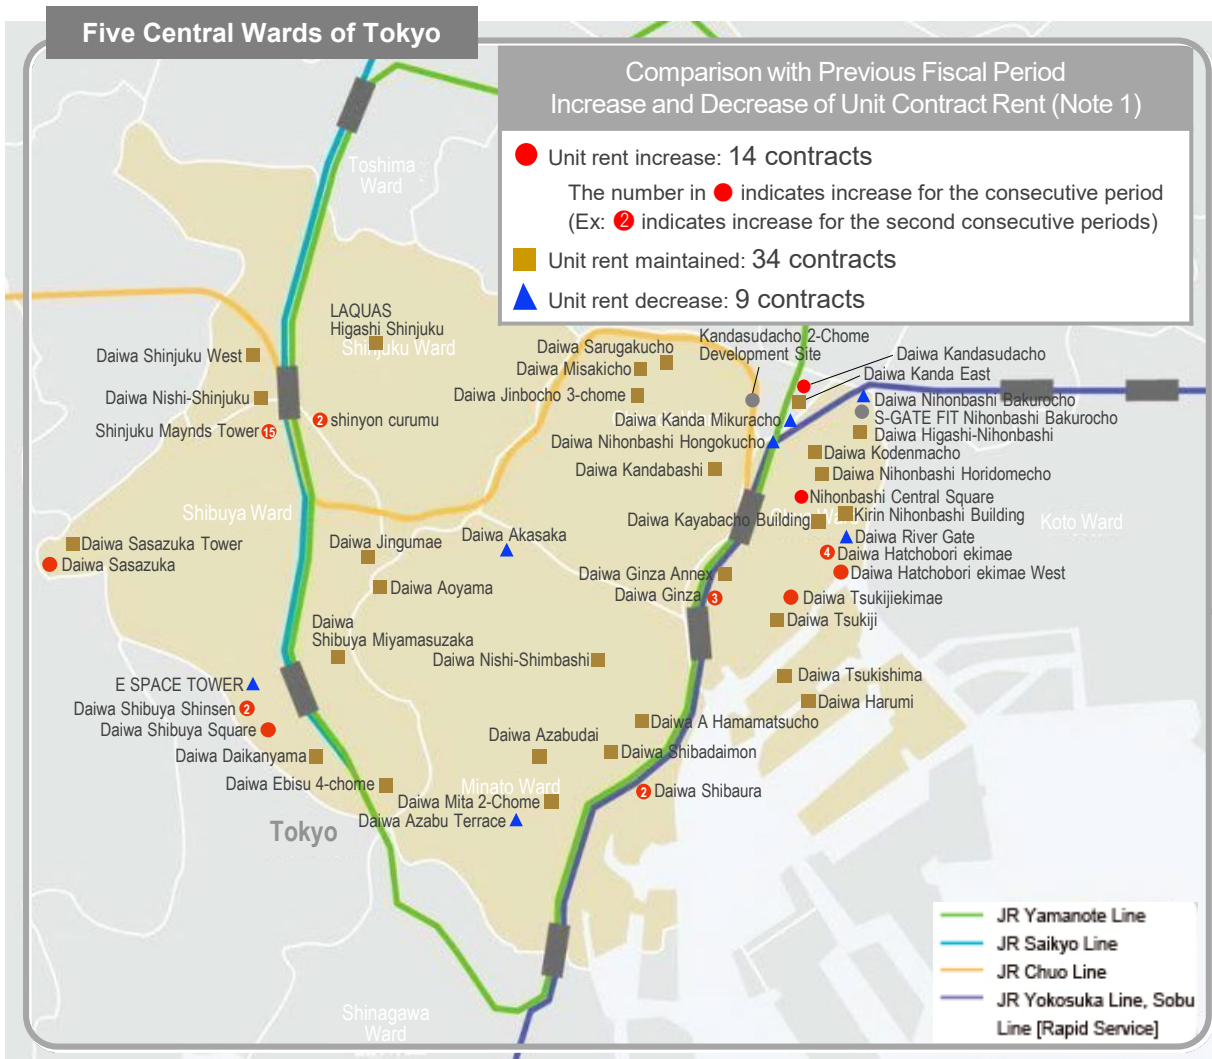 Five Central Wards of Tokyo
Comparison with Previous Fiscal Period
Increase and Decrease of Unit Contract Rent (Note 1)
Unit rent increase: 14 contracts
The number in ● indicates increase for the consecutive period
(Ex: 2 indicates increase for the second consecutive periods)
Unit rent maintained: 34 contracts
Unit rent decrease: 9 contracts
Toshima
Ward
LAQUAS
Higashi Shinjuku
Shinjuku Ward
Daiwa Shinjuku West
Daiwa Nishi-Shinjuku
Shinjuku Maynds Tower 15
2 shinyon curumu
Daiwa Sarugakucho
Daiwa Misakicho
Daiwa Jinbocho 3-chome
Kandasudacho 2-Chome
Development Site
Daiwa Kandasudacho
Daiwa Kanda East
Daiwa Nihonbashi Bakurocho
S-GATE FIT Nihonbashi Bakurocho
Daiwa Higashi-Nihonbashi
Daiwa Kanda Mikuracho
Daiwa Nihonbashi Hongokucho
Daiwa Kodenmacho
Daiwa Kandabashi
Daiwa Nihonbashi Horidomecho
Nihonbashi Central Square
Kirin Nihonbashi Building
Daiwa Kayabacho Building
Koto Ward
Shibuya Ward
Daiwa River Gate
4 Daiwa Hatchobori ekimae
Daiwa Hatchobori ekimae West
Daiwa Sasazuka Tower
Daiwa Sasazuka
Daiwa Jingumae
Daiwa Akasaka
Daiwa Aoyama
Daiwa Ginza Annex
Daiwa Ginza 3
Daiwa Tsukijiekimae
Daiwa Tsukiji
Daiwa
Shibuya Miyamasuzaka
Daiwa Nishi-Shimbashi
Daiwa Tsukishima
Daiwa Harumi
E SPACE TOWER
Daiwa Shibuya Shinsen 2
Daiwa Shibuya Square
Daiwa A Hamamatsucho
Daiwa Azabudai
Daiwa Shibadaimon
Daiwa Daikanyama
Daiwa Ebisu 4-chome
Minato Ward
2 Daiwa Shibaura
Daiwa Mita 2-Chome
Daiwa Azabu Terrace
Tokyo
Shinagawa
Ward
JR Yamanote Line
JR Saikyo Line
JR Chuo Line
JR Yokosuka Line, Sobu
Line [Rapid Service]